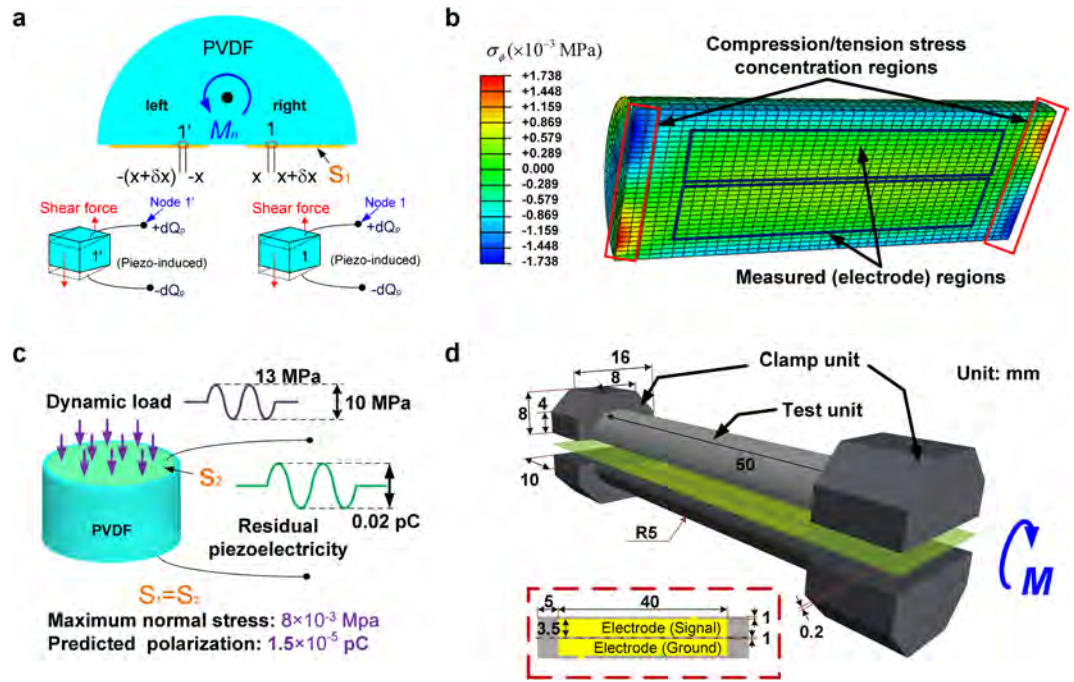 a
PVDF
left
right
Mn
1'
1
S1
-(x+δx)
-x
x
x+δx
Shear force
Node 1'
+dQp
1'
(Piezo-induced)
-dQp
Shear force
Node 1
+dQp
1
(Piezo-induced)
-dQp
b
(×10⁻³ MPa)
+1.738
+1.448
+1.159
+0.869
+0.579
+0.289
0.000
-0.289
-0.579
-0.869
-1.159
-1.448
-1.738
Compression/tension stress
concentration regions
Measured (electrode) regions
c
Dynamic load
13 MPa
10 MPa
S2
PVDF
0.02 pC
Residual
piezoelectricity
S1=S2
Maximum normal stress: 8×10⁻³ Mpa
Predicted polarization: 1.5×10⁻⁵ pC
d
16
8
4
8
10
Clamp unit
Test unit
Unit: mm
50
R5
M
0.2
5
40
1
3.5
Electrode (Signal)
1
Electrode (Ground)